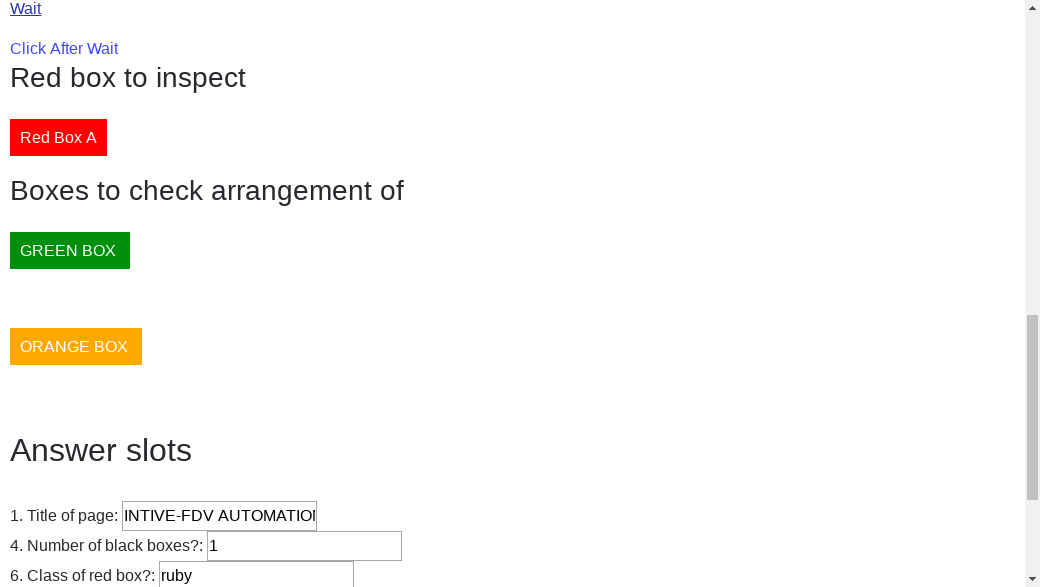 Wait
Click After Wait
Red box to inspect
Red Box A
Boxes to check arrangement of
GREEN BOX
ORANGE BOX
Answer slots
1. Title of page: INTIVE-FDV AUTOMATION
4. Number of black boxes?: 1
6. Class of red box?: ruby